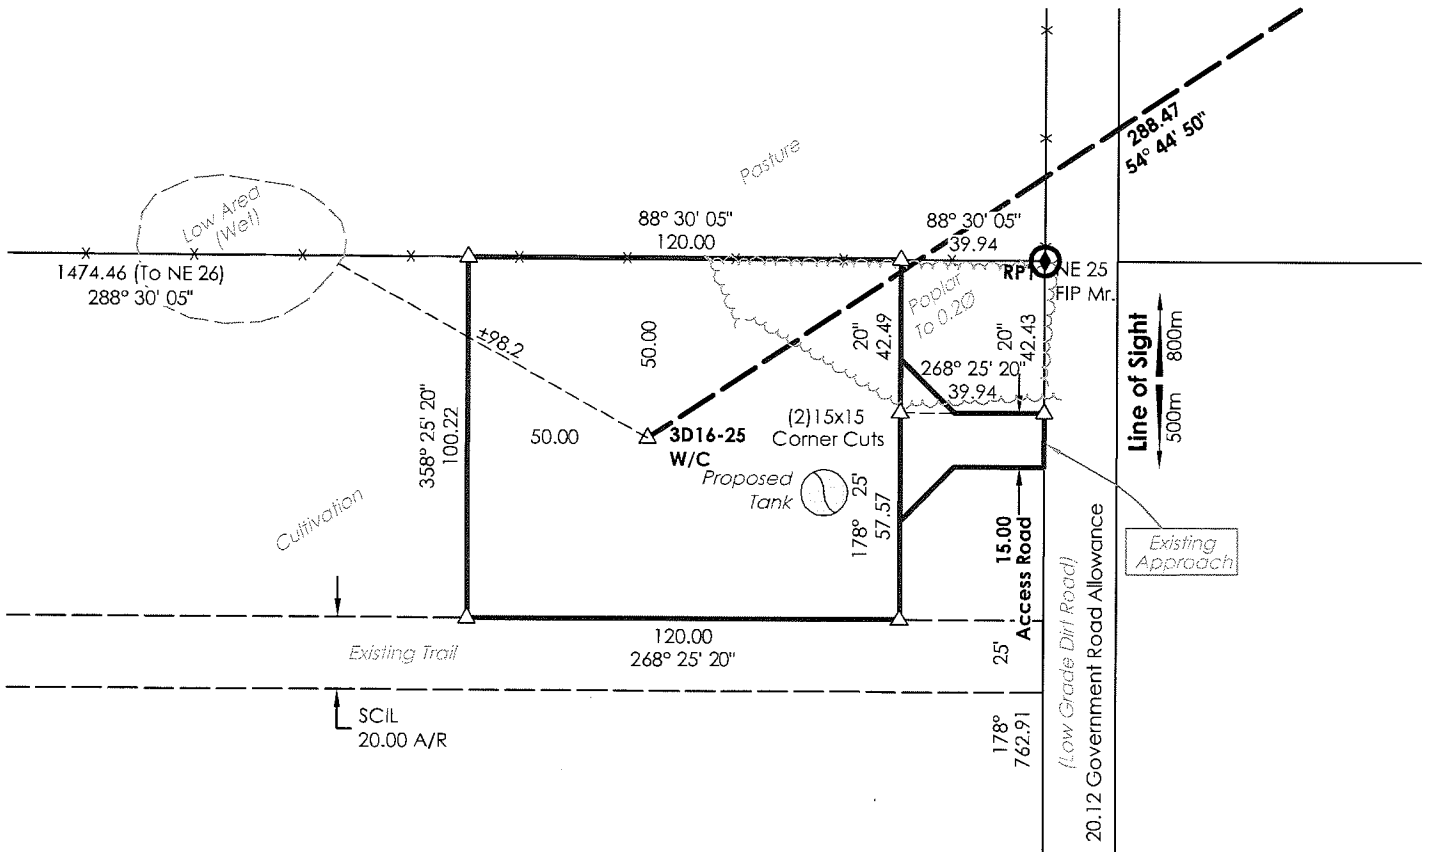 288.47
54° 44' 50"
Pasture
Low Area
(Wet)
88° 30' 05"
120.00
88° 30' 05"
39.94
1474.46 (To NE 26)
288° 30' 05"
RP1
NE 25
FIP Mr.
Poplar
To 0.2Ø
±98.2
50.00
20"
42.49
20"
42.43
268° 25' 20"
39.94
Line of Sight
800m
500m
358° 25' 20"
100.22
50.00
3D16-25
W/C
(2)15x15
Corner Cuts
Proposed
Tank
178° 25'
57.57
Cultivation
15.00
Access Road
Existing
Approach
120.00
268° 25' 20"
Existing Trail
SCIL
20.00 A/R
178° 25'
762.91
(Low Grade Dirt Road)
20.12 Government Road Allowance